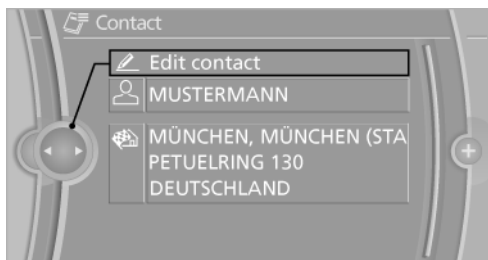 Contact
Edit contact
MUSTERMANN
MÜNCHEN, MÜNCHEN (STA
PETUELRING 130
DEUTSCHLAND